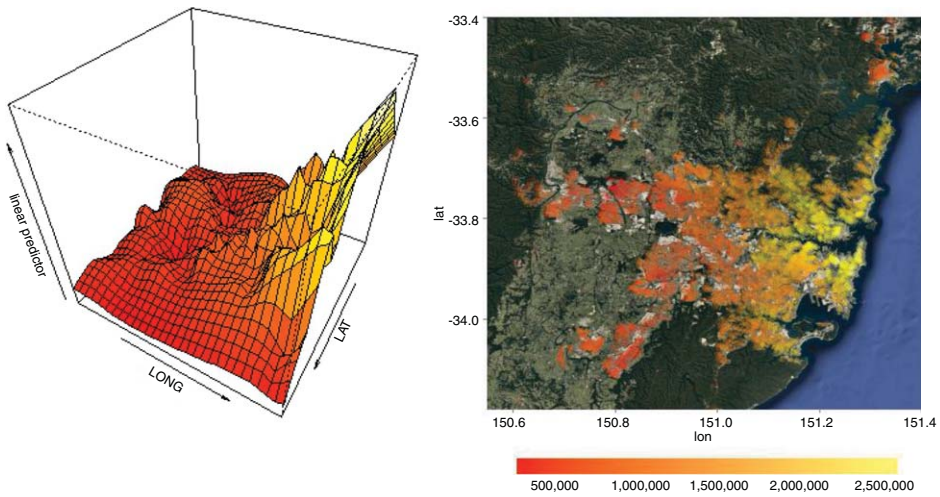 linear predictor
LONG
LAT
-33.4
-33.6
-33.8
-34.0
lat
150.6 150.8 151.0 151.2 151.4
lon
500,000 1,000,000 1,500,000 2,000,000 2,500,000